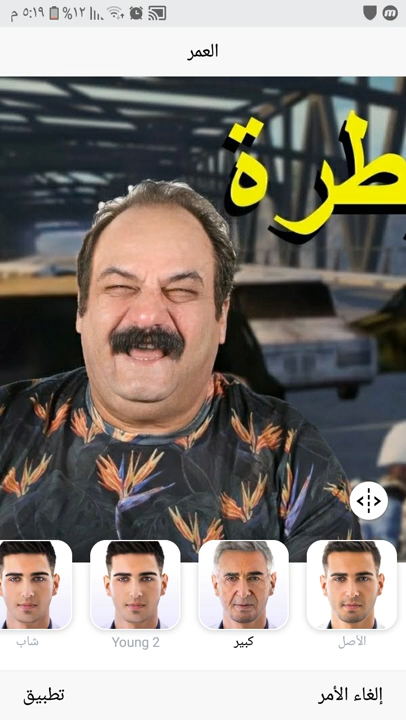 ٥:١٩ م
%١٢
العمر
طرة
الأصل
كبير
Young 2
شاب
إلغاء الأمر
تطبيق